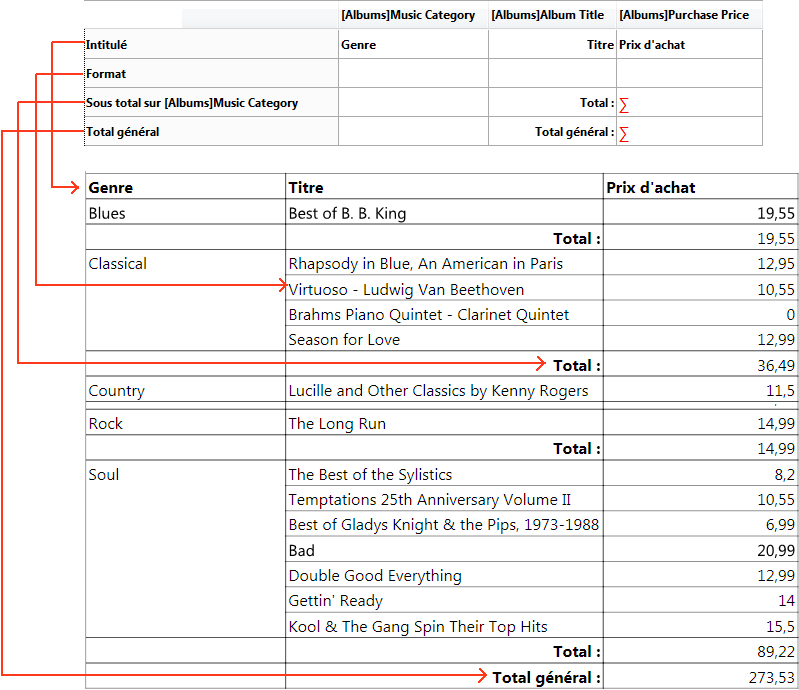 [Albums]Music Category [Albums]Album Title [Albums]Purchase Price
Intitulé Genre Titre Prix d'achat
Format
Sous total sur [Albums]Music Category Total : ∑
Total général Total général : ∑
Genre Titre Prix d'achat
Blues Best of B. B. King 19,55
Total : 19,55
Classical Rhapsody in Blue, An American in Paris 12,95
Virtuoso - Ludwig Van Beethoven 10,55
Brahms Piano Quintet - Clarinet Quintet 0
Season for Love 12,99
Total : 36,49
Country Lucille and Other Classics by Kenny Rogers 11,5
Rock The Long Run 14,99
Total : 14,99
Soul The Best of the Sylistics 8,2
Temptations 25th Anniversary Volume II 10,55
Best of Gladys Knight & the Pips, 1973-1988 6,99
Bad 20,99
Double Good Everything 12,99
Gettin' Ready 14
Kool & The Gang Spin Their Top Hits 15,5
Total : 89,22
Total général : 273,53